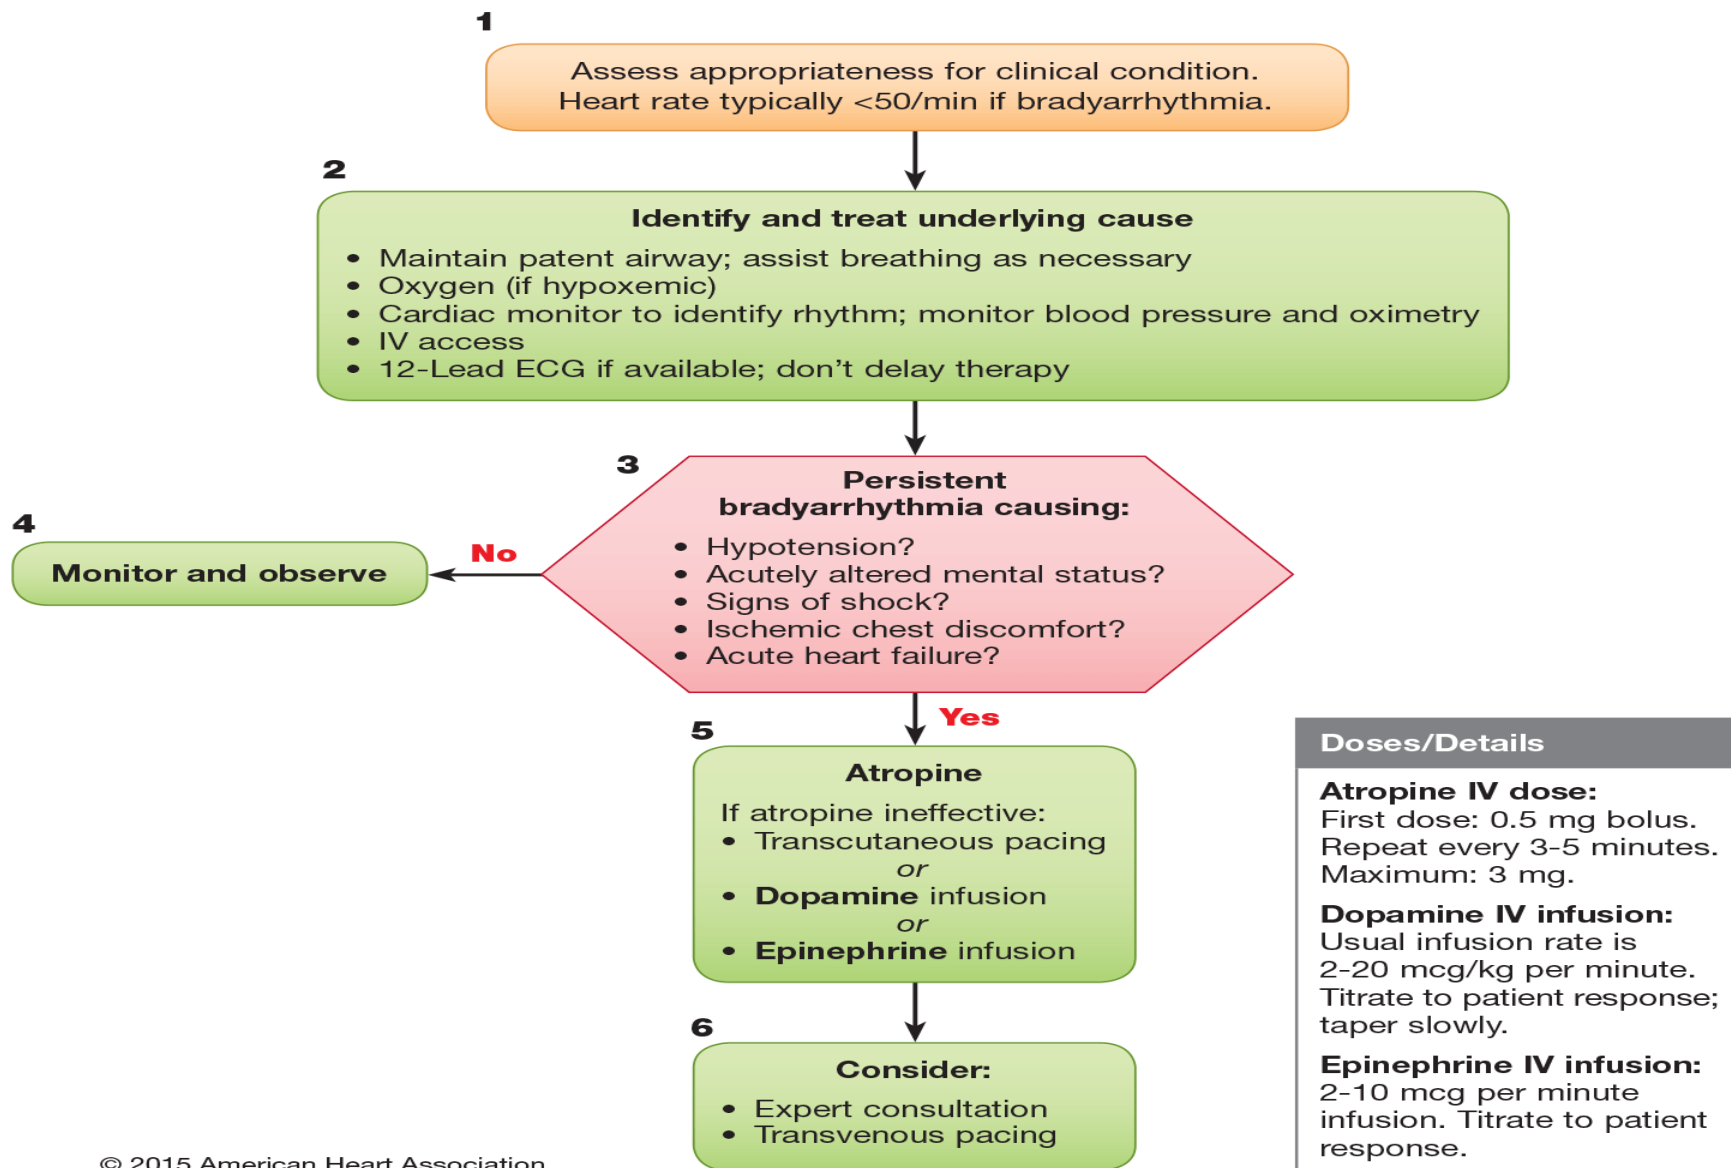 1
Assess appropriateness for clinical condition.
Heart rate typically <50/min if bradyarrhythmia.
2
Identify and treat underlying cause
• Maintain patent airway; assist breathing as necessary
• Oxygen (if hypoxemic)
• Cardiac monitor to identify rhythm; monitor blood pressure and oximetry
• IV access
• 12-Lead ECG if available; don’t delay therapy
3
Persistent
bradyarrhythmia causing:
• Hypotension?
• Acutely altered mental status?
• Signs of shock?
• Ischemic chest discomfort?
• Acute heart failure?
No
4
Monitor and observe
Yes
5
Atropine
If atropine ineffective:
• Transcutaneous pacing
or
• Dopamine infusion
or
• Epinephrine infusion
6
Consider:
• Expert consultation
• Transvenous pacing
Doses/Details
Atropine IV dose:
First dose: 0.5 mg bolus.
Repeat every 3-5 minutes.
Maximum: 3 mg.
Dopamine IV infusion:
Usual infusion rate is
2-20 mcg/kg per minute.
Titrate to patient response;
taper slowly.
Epinephrine IV infusion:
2-10 mcg per minute
infusion. Titrate to patient
response.
© 2015 American Heart Association